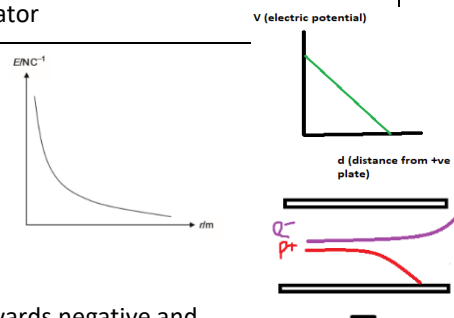 ator
V (electric potential)
E/NC⁻¹
r/m
d (distance from +ve
plate)
e⁻
P+
wards negative and